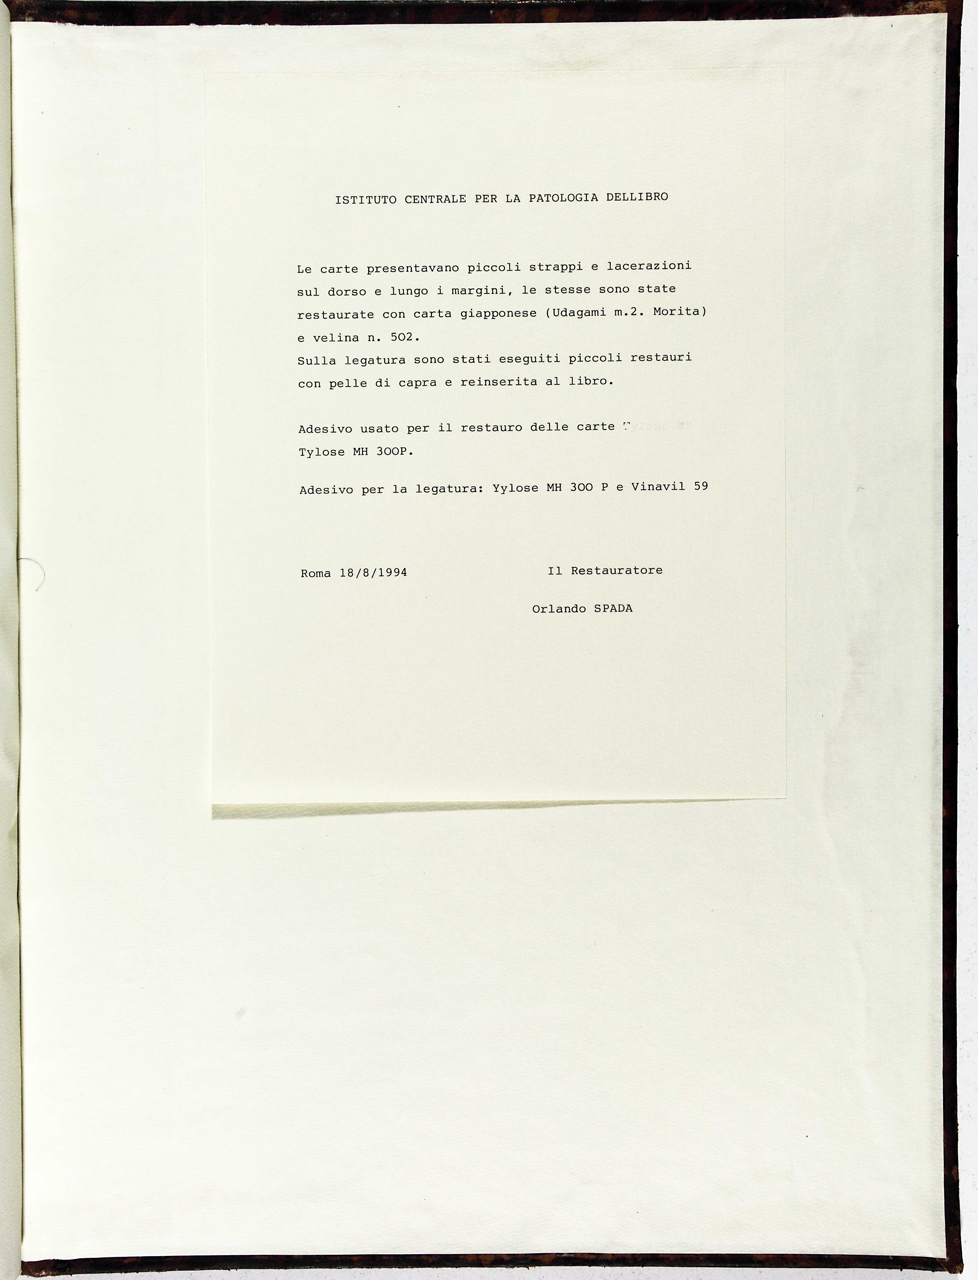 ISTITUTO CENTRALE PER LA PATOLOGIA DELLIBRO
Le carte presentavano piccoli strappi e lacerazioni
sul dorso e lungo i margini, le stesse sono state
restaurate con carta giapponese (Udagami m.2. Morita)
e velina n. 502.
Sulla legatura sono stati eseguiti piccoli restauri
con pelle di capra e reinserita al libro.
Adesivo usato per il restauro delle carte
Tylose MH 300P.
Adesivo per la legatura: Yylose MH 300 P e Vinavil 59
Roma 18/8/1994 Il Restauratore
Orlando SPADA